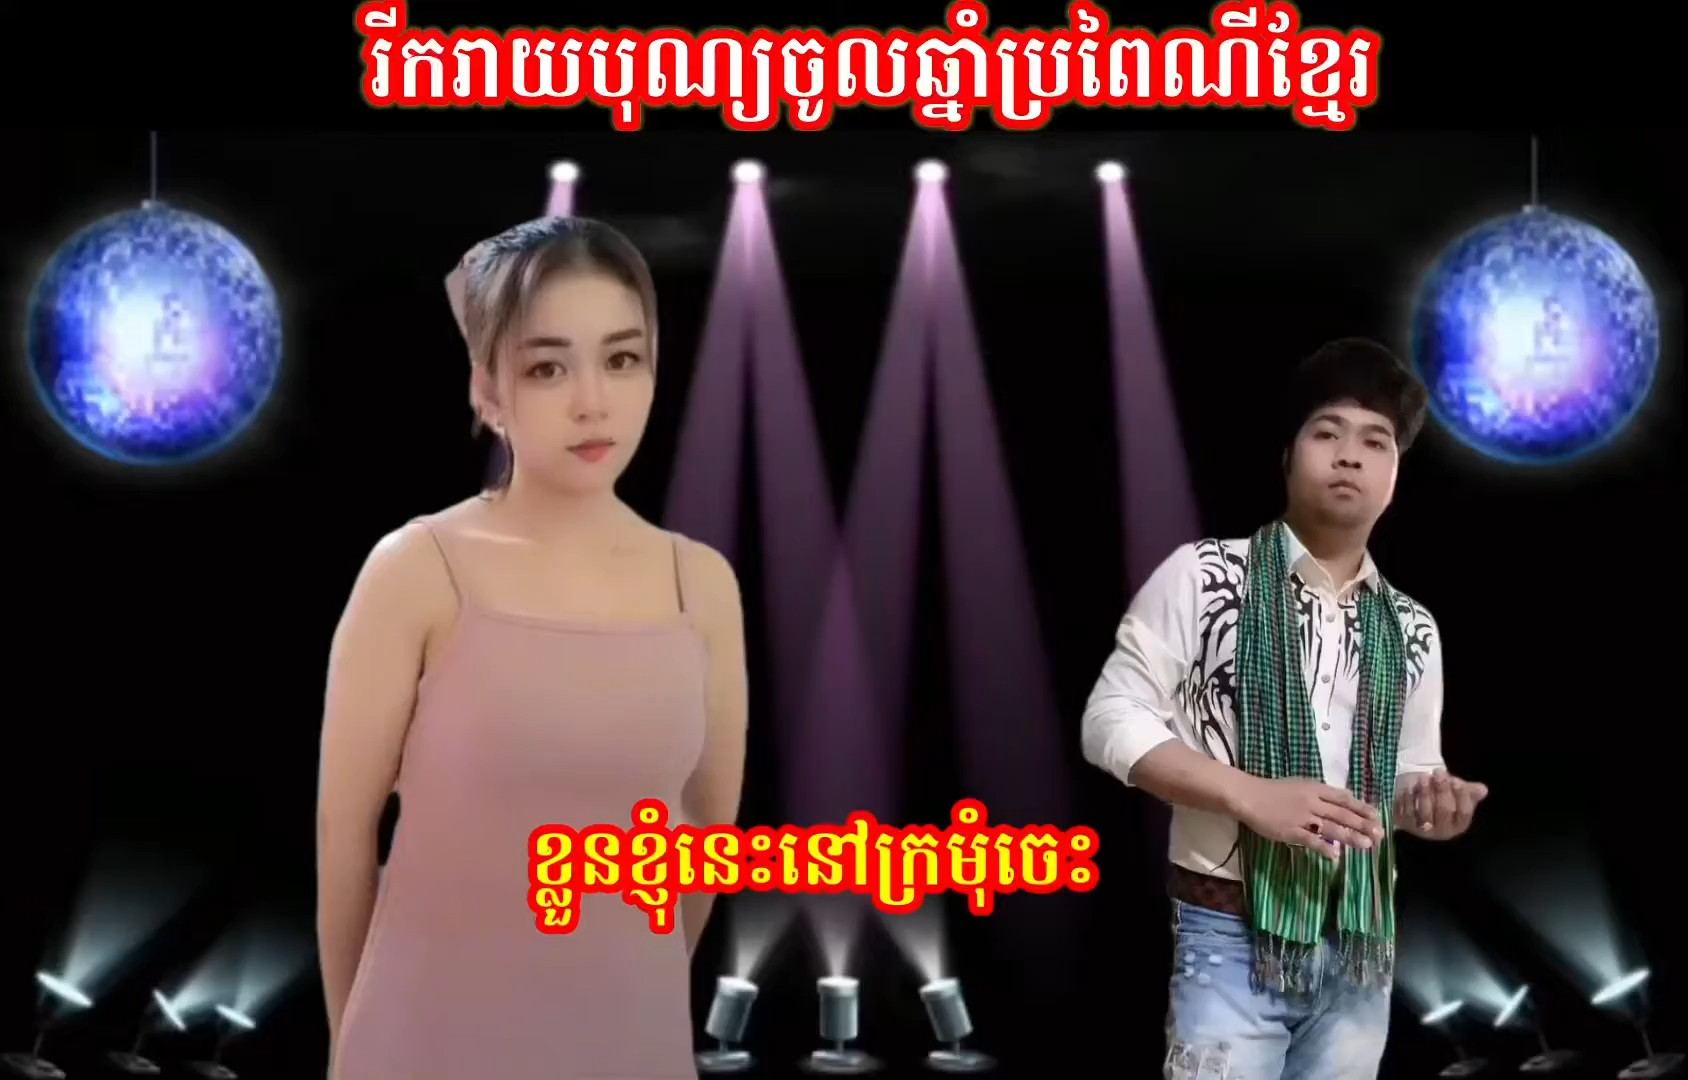 រីករាយបុណ្យចូលឆ្នាំប្រពៃណីខ្មែរ
ខ្លួនខ្ញុំនេះនៅក្រមុំចេះ